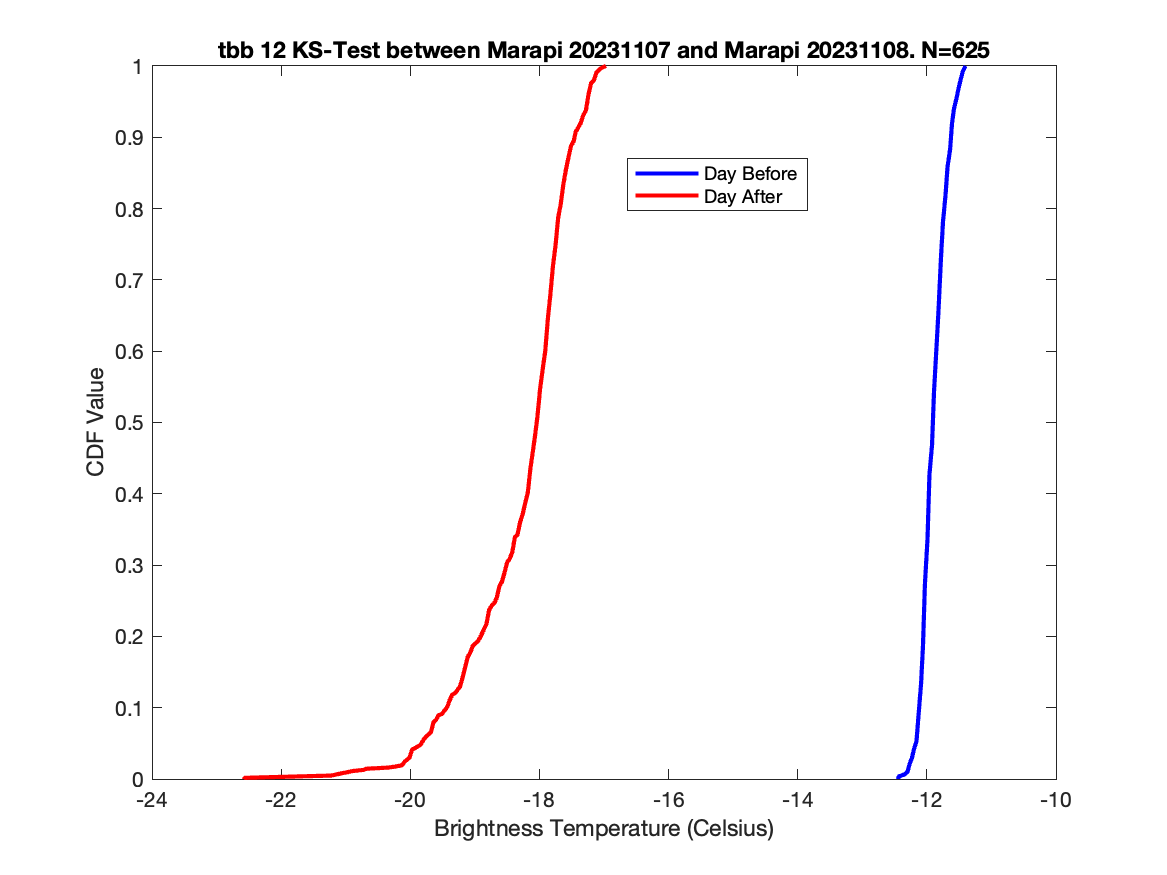 tbb 12 KS-Test between Marapi 20231107 and Marapi 20231108. N=625
1
0.9
0.8
0.7
0.6
0.5
0.4
0.3
0.2
0.1
0
CDF Value
Day Before
Day After
-24 -22 -20 -18 -16 -14 -12 -10
Brightness Temperature (Celsius)